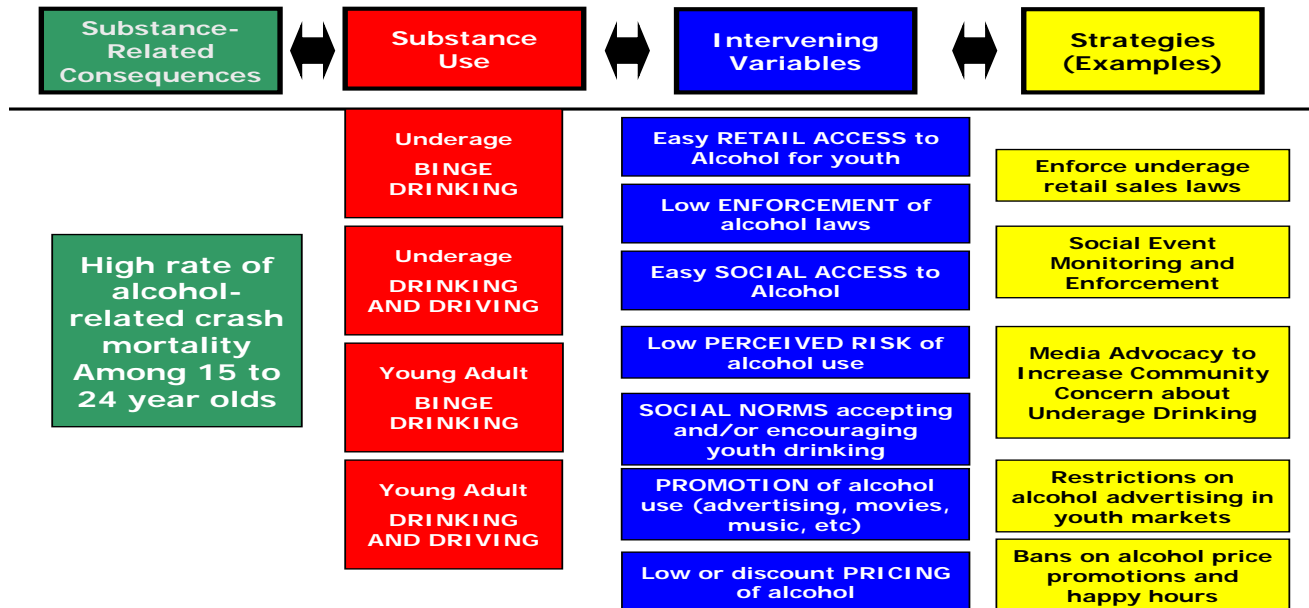 Substance-
Related
Consequences
Substance
Use
Intervening
Variables
Strategies
(Examples)
High rate of
alcohol-
related crash
mortality
Among 15 to
24 year olds
Underage
BINGE
DRINKING
Underage
DRINKING
AND DRIVING
Young Adult
BINGE
DRINKING
Young Adult
DRINKING
AND DRIVING
Easy RETAIL ACCESS to
Alcohol for youth
Low ENFORCEMENT of
alcohol laws
Easy SOCIAL ACCESS to
Alcohol
Low PERCEIVED RISK of
alcohol use
SOCIAL NORMS accepting
and/or encouraging
youth drinking
PROMOTION of alcohol
use (advertising, movies,
music, etc)
Low or discount PRICING
of alcohol
Enforce underage
retail sales laws
Social Event
Monitoring and
Enforcement
Media Advocacy to
Increase Community
Concern about
Underage Drinking
Restrictions on
alcohol advertising in
youth markets
Bans on alcohol price
promotions and
happy hours